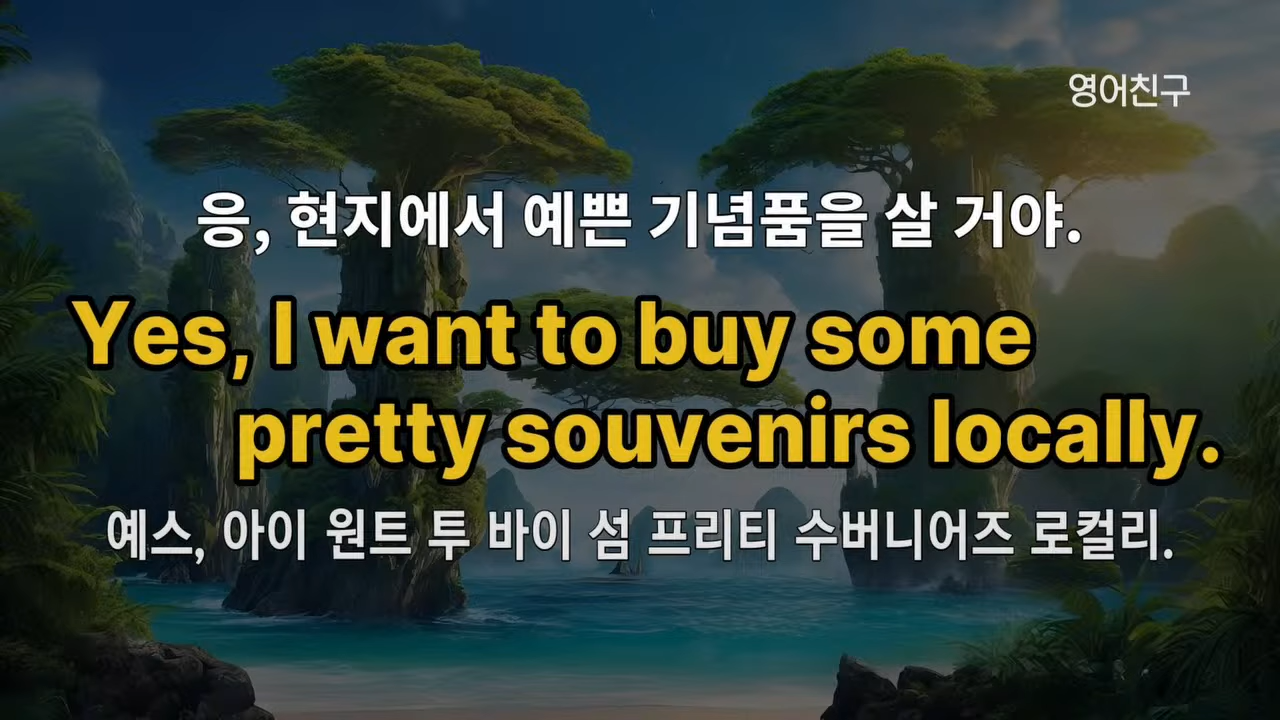 영어친구
응, 현지에서 예쁜 기념품을 살 거야.
Yes, I want to buy some
pretty souvenirs locally.
예스, 아이 원트 투 바이 섬 프리티 수버니어즈 로컬리.